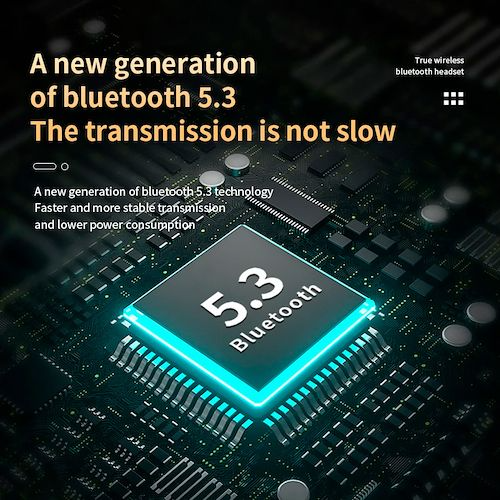 A new generation
of bluetooth 5.3
The transmission is not slow
True wireless
bluetooth headset
A new generation of bluetooth 5.3 technology
Faster and more stable transmission
and lower power consumption
5.3
Bluetooth